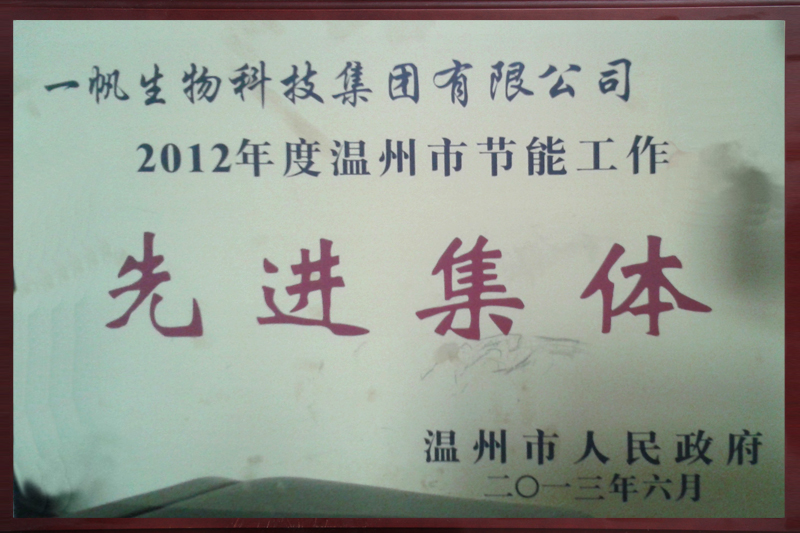 一帆生物科技集团有限公司
2012年度温州市节能工作
先进集体
温州市人民政府
二〇一三年六月